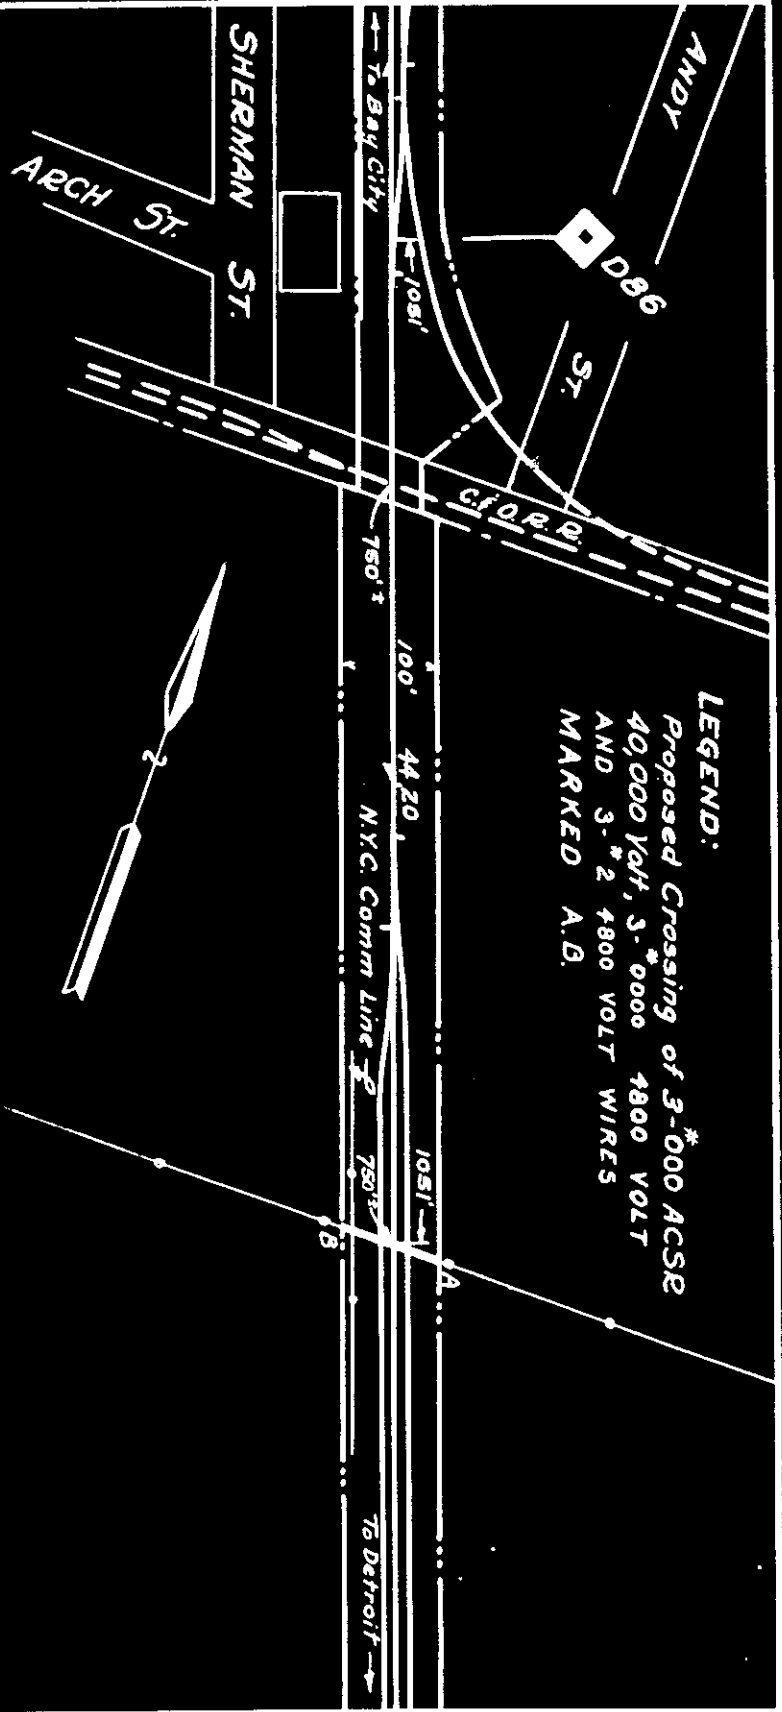 LEGEND:
Proposed Crossing of 3-#000 ACSR
40,000 Volt, 3-#0000 4800 VOLT
AND 3-#2 4800 VOLT WIRES
MARKED A.B.
ANDY
ST.
D86
C.&O.R.R.
← To Bay City
1051'
SHERMAN ST.
ARCH ST.
750'±
100'
44.20
N.Y.C. Comm Line
1051'
750'±
A
B
To Detroit →
N